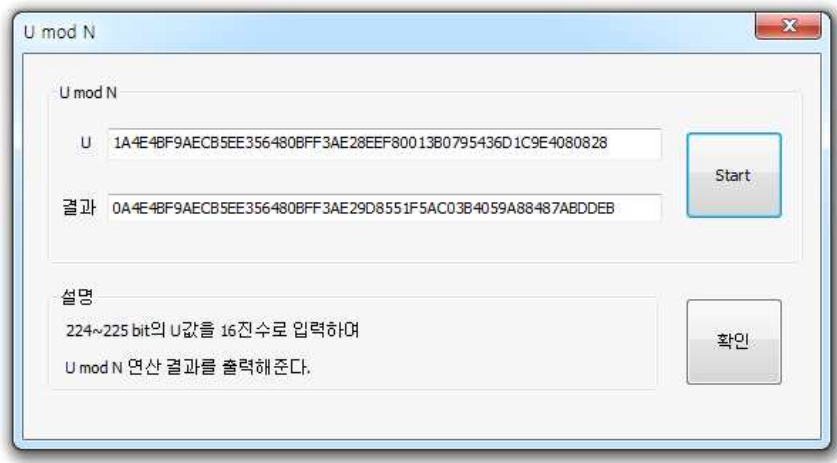 U mod N
U mod N
U 1A4E4BF9AECB5EE356480BFF3AE28EEF80013B0795436D1C9E4080828
Start
결과 0A4E4BF9AECB5EE356480BFF3AE29D8551F5AC03B4059A88487ABDDEB
설명
224~225 bit의 U값을 16진수로 입력하며
U mod N 연산 결과를 출력해준다.
확인